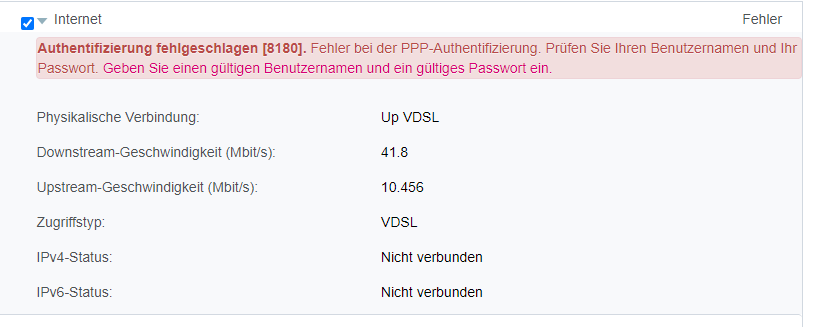 Internet Fehler
Authentifizierung fehlgeschlagen [8180]. Fehler bei der PPP-Authentifizierung. Prüfen Sie Ihren Benutzernamen und Ihr
Passwort. Geben Sie einen gültigen Benutzernamen und ein gültiges Passwort ein.
Physikalische Verbindung: Up VDSL
Downstream-Geschwindigkeit (Mbit/s): 41.8
Upstream-Geschwindigkeit (Mbit/s): 10.456
Zugriffstyp: VDSL
IPv4-Status: Nicht verbunden
IPv6-Status: Nicht verbunden